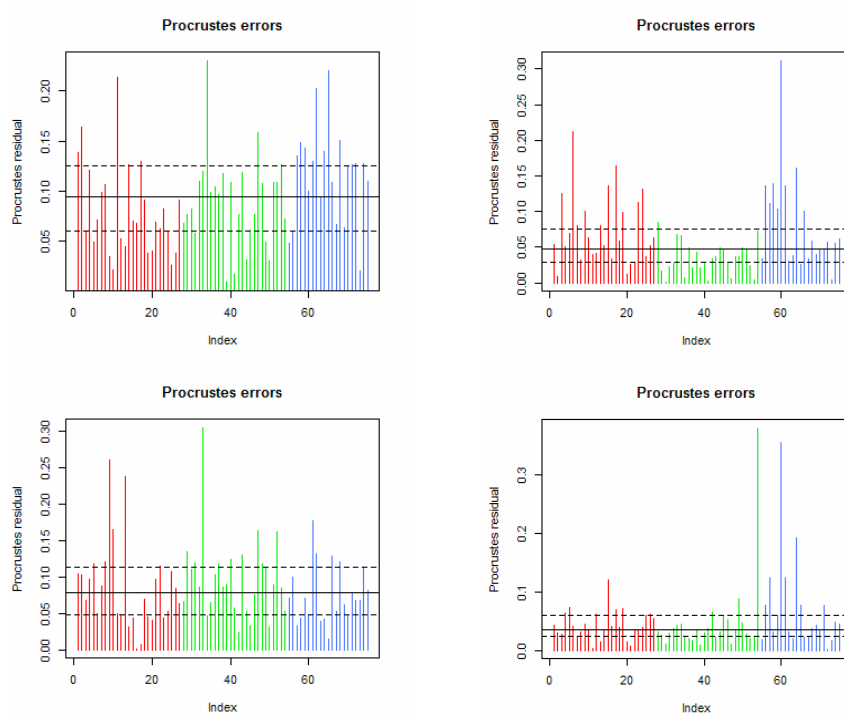 Procrustes errors
Procrustes residual
0.05 0.10 0.15 0.20
0 20 40 60
Index
Procrustes errors
Procrustes residual
0.00 0.05 0.10 0.15 0.20 0.25 0.30
0 20 40 60
Index
Procrustes errors
Procrustes residual
0.00 0.05 0.10 0.15 0.20 0.25 0.30
0 20 40 60
Index
Procrustes errors
Procrustes residual
0.0 0.1 0.2 0.3
0 20 40 60
Index